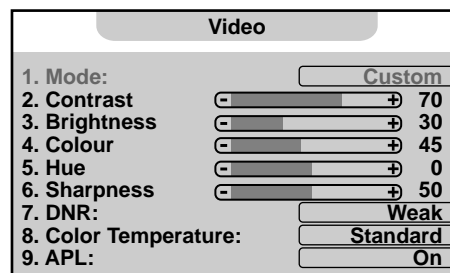 Video
1. Mode: Custom
2. Contrast - + 70
3. Brightness - + 30
4. Colour - + 45
5. Hue - + 0
6. Sharpness - + 50
7. DNR: Weak
8. Color Temperature: Standard
9. APL: On